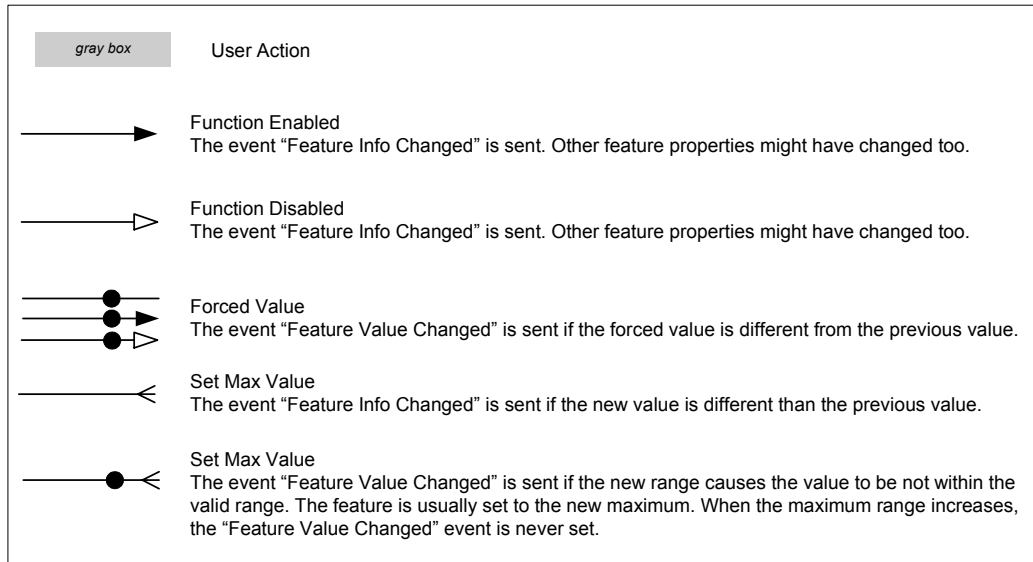 gray box
User Action
Function Enabled
The event “Feature Info Changed” is sent. Other feature properties might have changed too.
Function Disabled
The event “Feature Info Changed” is sent. Other feature properties might have changed too.
Forced Value
The event “Feature Value Changed” is sent if the forced value is different from the previous value.
Set Max Value
The event “Feature Info Changed” is sent if the new value is different than the previous value.
Set Max Value
The event “Feature Value Changed” is sent if the new range causes the value to be not within the
valid range. The feature is usually set to the new maximum. When the maximum range increases,
the “Feature Value Changed” event is never set.